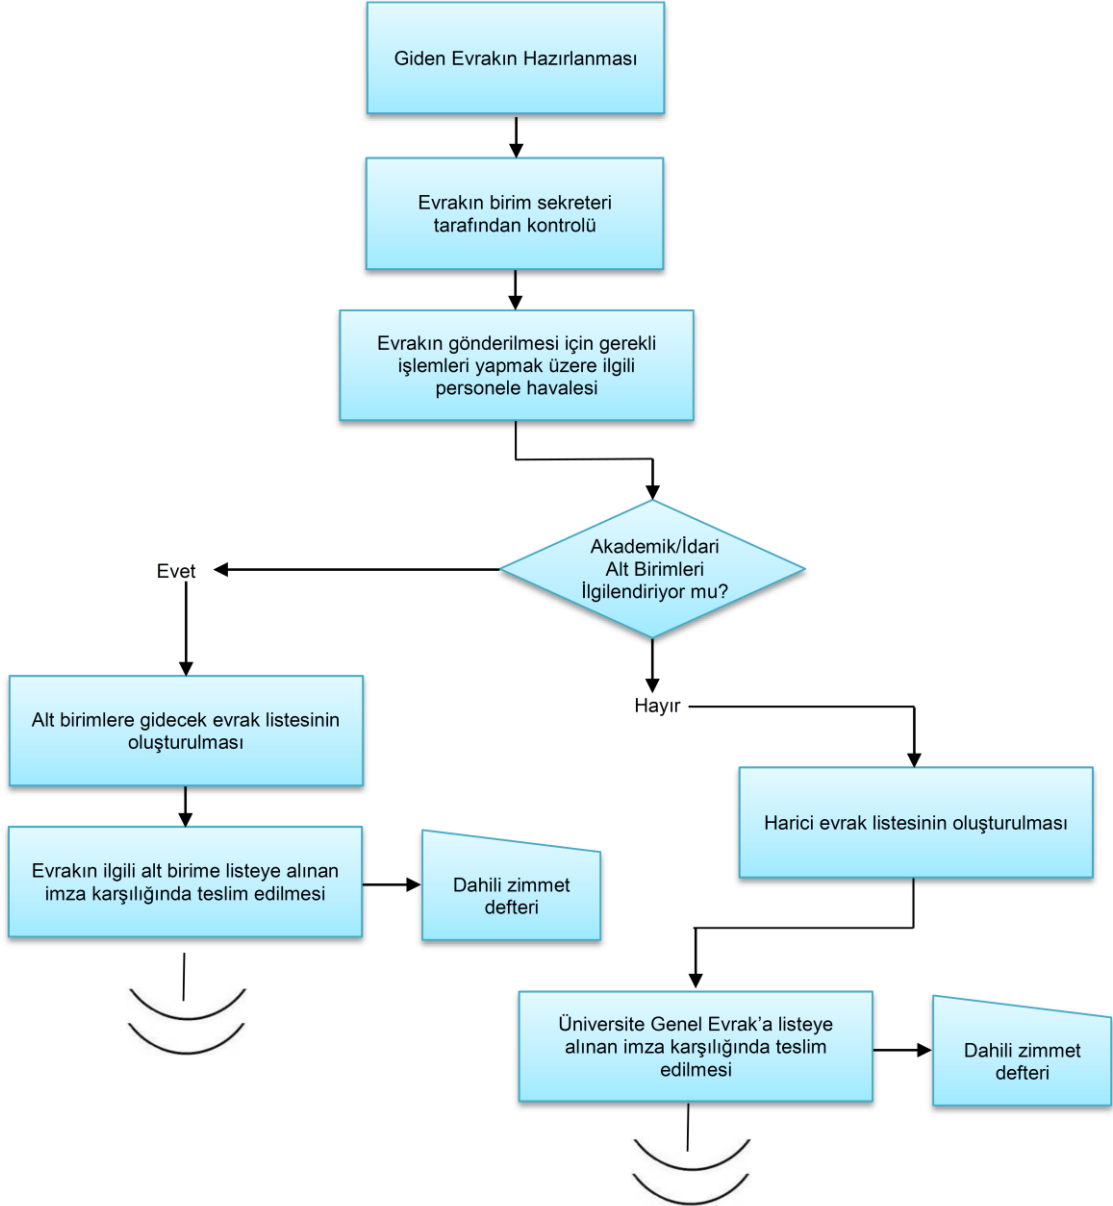 Giden Evrakın Hazırlanması
Evrakın birim sekreteri
tarafından kontrolü
Evrakın gönderilmesi için gerekli
işlemleri yapmak üzere ilgili
personele havalesi
Akademik/İdari
Alt Birimleri
İlgilendiriyor mu?
Evet
Hayır
Alt birimlere gidecek evrak listesinin
oluşturulması
Harici evrak listesinin oluşturulması
Evrakın ilgili alt birime listeye alınan
imza karşılığında teslim edilmesi
Dahili zimmet
defteri
Üniversite Genel Evrak’a listeye
alınan imza karşılığında teslim
edilmesi
Dahili zimmet
defteri